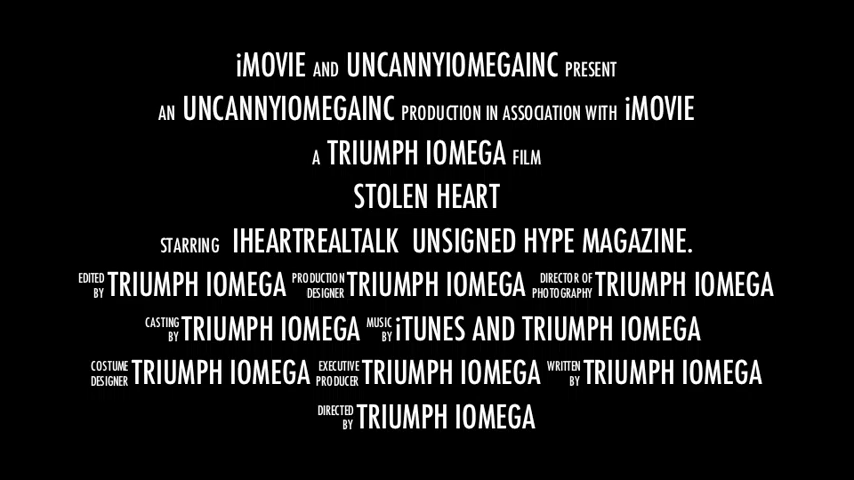 iMOVIE AND UNCANNYIOMEGAINC PRESENT
AN UNCANNYIOMEGAINC PRODUCTION IN ASSOCIATION WITH iMOVIE
A TRIUMPH IOMEGA FILM
STOLEN HEART
STARRING IHEARTREALTALK UNSIGNED HYPE MAGAZINE.
EDITED BY TRIUMPH IOMEGA PRODUCTION DESIGNER TRIUMPH IOMEGA DIRECTOR OF PHOTOGRAPHY TRIUMPH IOMEGA
CASTING BY TRIUMPH IOMEGA MUSIC BY iTUNES AND TRIUMPH IOMEGA
COSTUME DESIGNER TRIUMPH IOMEGA EXECUTIVE PRODUCER TRIUMPH IOMEGA WRITTEN BY TRIUMPH IOMEGA
DIRECTED BY TRIUMPH IOMEGA